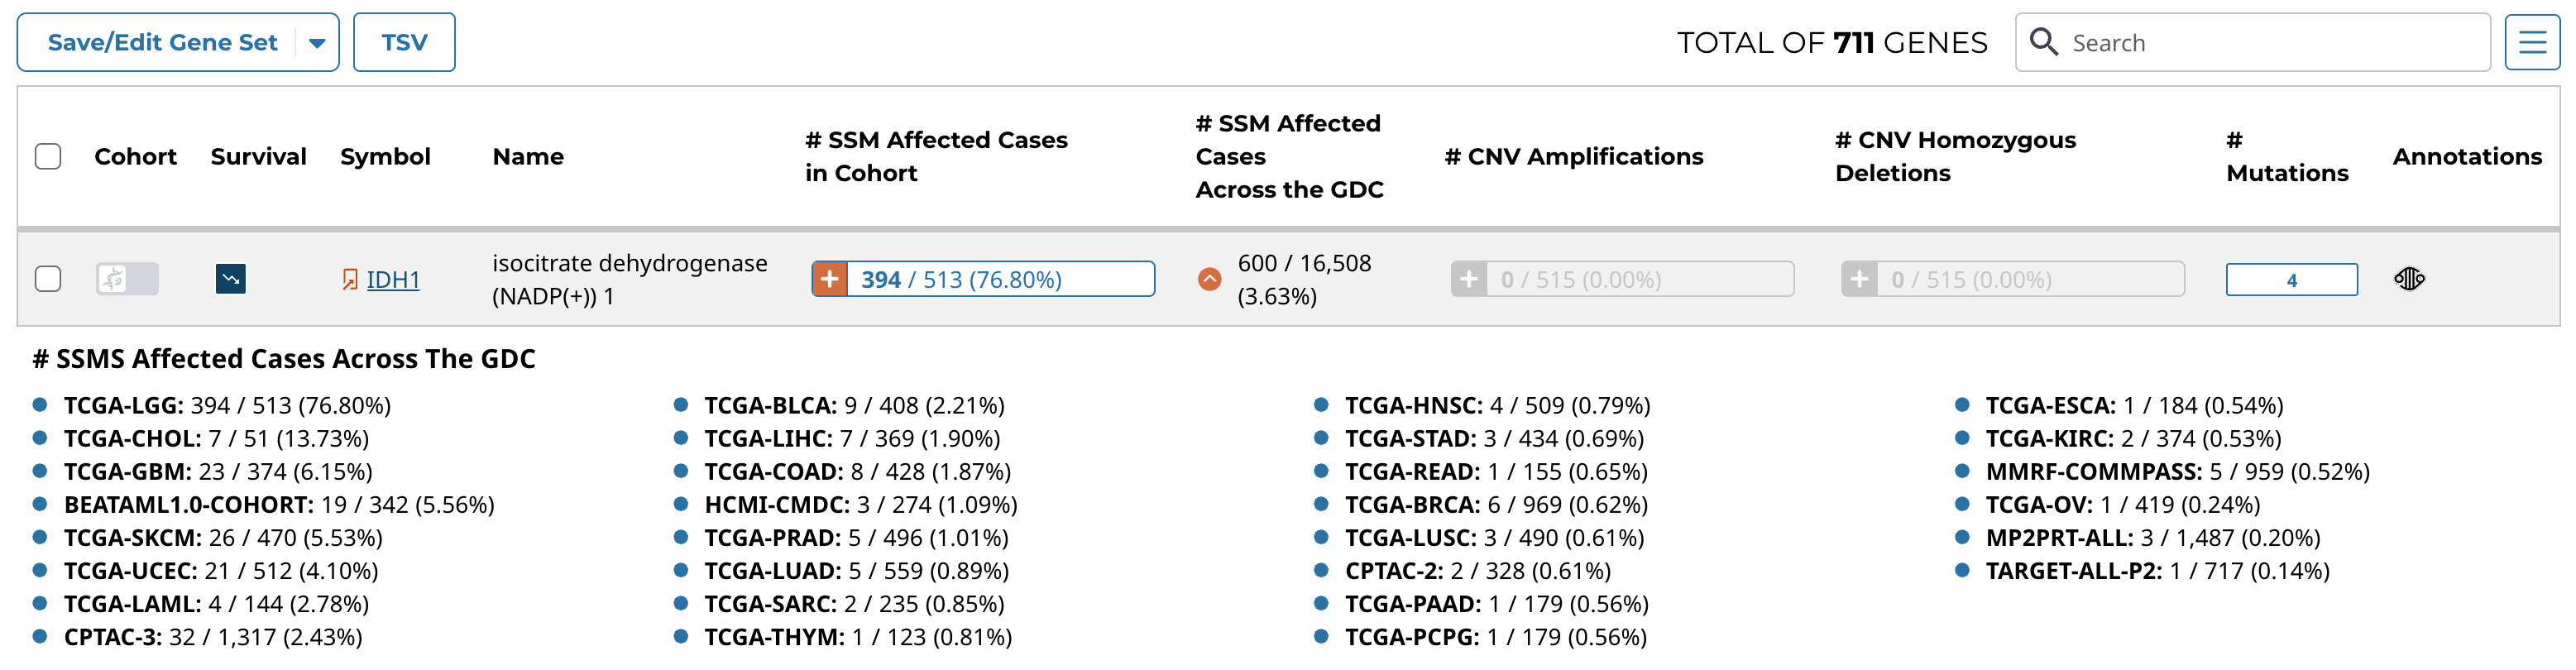 Save/Edit Gene Set
TSV
TOTAL OF 711 GENES
Search
Cohort
Survival
Symbol
Name
# SSM Affected Cases
in Cohort
# SSM Affected
Cases
Across the GDC
# CNV Amplifications
# CNV Homozygous
Deletions
#
Mutations
Annotations
IDH1
isocitrate dehydrogenase
(NADP(+)) 1
394 / 513 (76.80%)
600 / 16,508
(3.63%)
0 / 515 (0.00%)
0 / 515 (0.00%)
4
# SSMS Affected Cases Across The GDC
TCGA-LGG: 394 / 513 (76.80%)
TCGA-CHOL: 7 / 51 (13.73%)
TCGA-GBM: 23 / 374 (6.15%)
BEATAML1.0-COHORT: 19 / 342 (5.56%)
TCGA-SKCM: 26 / 470 (5.53%)
TCGA-UCEC: 21 / 512 (4.10%)
TCGA-LAML: 4 / 144 (2.78%)
CPTAC-3: 32 / 1,317 (2.43%)
TCGA-BLCA: 9 / 408 (2.21%)
TCGA-LIHC: 7 / 369 (1.90%)
TCGA-COAD: 8 / 428 (1.87%)
HCMI-CMDC: 3 / 274 (1.09%)
TCGA-PRAD: 5 / 496 (1.01%)
TCGA-LUAD: 5 / 559 (0.89%)
TCGA-SARC: 2 / 235 (0.85%)
TCGA-THYM: 1 / 123 (0.81%)
TCGA-HNSC: 4 / 509 (0.79%)
TCGA-STAD: 3 / 434 (0.69%)
TCGA-READ: 1 / 155 (0.65%)
TCGA-BRCA: 6 / 969 (0.62%)
TCGA-LUSC: 3 / 490 (0.61%)
CPTAC-2: 2 / 328 (0.61%)
TCGA-PAAD: 1 / 179 (0.56%)
TCGA-PCPG: 1 / 179 (0.56%)
TCGA-ESCA: 1 / 184 (0.54%)
TCGA-KIRC: 2 / 374 (0.53%)
MMRF-COMMPASS: 5 / 959 (0.52%)
TCGA-OV: 1 / 419 (0.24%)
MP2PRT-ALL: 3 / 1,487 (0.20%)
TARGET-ALL-P2: 1 / 717 (0.14%)